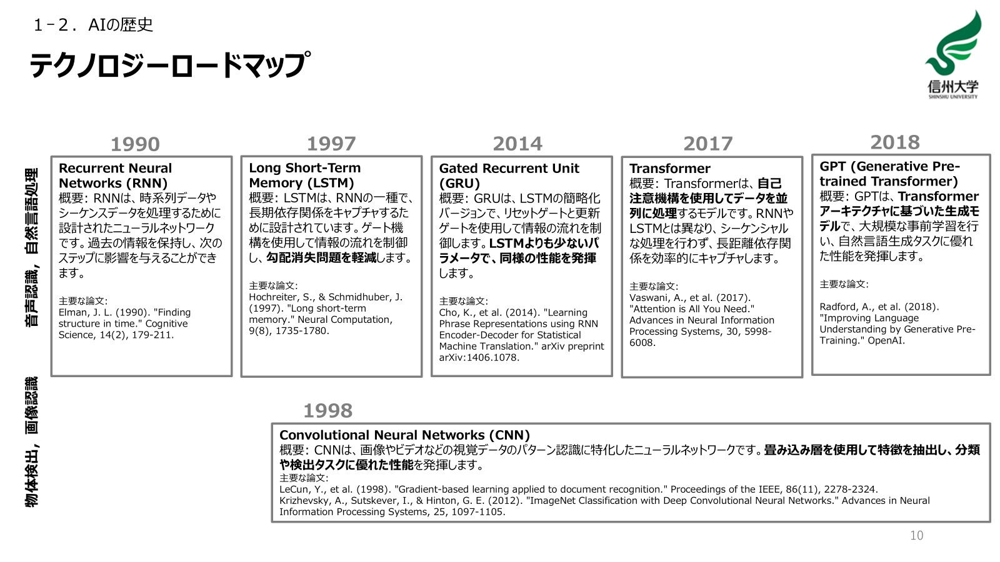 1-2．AIの歴史
テクノロジーロードマップ
信州大学
SHINSHU UNIVERSITY
音声認識，自然言語処理
1990
Recurrent Neural
Networks (RNN)
概要: RNNは、時系列データや
シーケンスデータを処理するために
設計されたニューラルネットワーク
です。過去の情報を保持し、次の
ステップに影響を与えることができ
ます。
主要な論文:
Elman, J. L. (1990). "Finding
structure in time." Cognitive
Science, 14(2), 179-211.
1997
Long Short-Term
Memory (LSTM)
概要: LSTMは、RNNの一種で、
長期依存関係をキャプチャするた
めに設計されています。ゲート機
構を使用して情報の流れを制御
し、勾配消失問題を軽減します。
主要な論文:
Hochreiter, S., & Schmidhuber, J.
(1997). "Long short-term
memory." Neural Computation,
9(8), 1735-1780.
2014
Gated Recurrent Unit
(GRU)
概要: GRUは、LSTMの簡略化
バージョンで、リセットゲートと更新
ゲートを使用して情報の流れを制
御します。LSTMよりも少ないパ
ラメータで、同様の性能を発揮
します。
主要な論文:
Cho, K., et al. (2014). "Learning
Phrase Representations using RNN
Encoder-Decoder for Statistical
Machine Translation." arXiv preprint
arXiv:1406.1078.
2017
Transformer
概要: Transformerは、自己
注意機構を使用してデータを並
列に処理するモデルです。RNNや
LSTMとは異なり、シーケンシャル
な処理を行わず、長距離依存関
係を効率的にキャプチャします。
主要な論文:
Vaswani, A., et al. (2017).
"Attention is All You Need."
Advances in Neural Information
Processing Systems, 30, 5998-
6008.
2018
GPT (Generative Pre-
trained Transformer)
概要: GPTは、Transformer
アーキテクチャに基づいた生成モ
デルで、大規模な事前学習を行
い、自然言語生成タスクに優れ
た性能を発揮します。
主要な論文:
Radford, A., et al. (2018).
"Improving Language
Understanding by Generative Pre-
Training." OpenAI.
物体検出，画像認識
1998
Convolutional Neural Networks (CNN)
概要: CNNは、画像やビデオなどの視覚データのパターン認識に特化したニューラルネットワークです。畳み込み層を使用して特徴を抽出し、分類
や検出タスクに優れた性能を発揮します。
主要な論文:
LeCun, Y., et al. (1998). "Gradient-based learning applied to document recognition." Proceedings of the IEEE, 86(11), 2278-2324.
Krizhevsky, A., Sutskever, I., & Hinton, G. E. (2012). "ImageNet Classification with Deep Convolutional Neural Networks." Advances in Neural
Information Processing Systems, 25, 1097-1105.
10